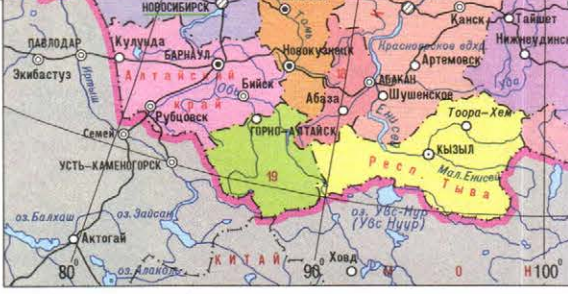 НОВОСИБИРСК
Томь
К
Канск
Тайшет
ПАВЛОДАР
Кулунда
БАРНАУЛ
Новокузнецк
Красноярское вдхр.
Нижнеудинск
Экибастуз
Иртыш
Алтайский
край
Обь
Бийск
Абаза
АБАКАН
Артемовск
Шушенское
Уда
Рубцовск
Енисей
Тоора-Хем
Семей
ГОРНО-АЛТАЙСК
КЫЗЫЛ
УСТЬ-КАМЕНОГОРСК
19
Респ. Тыва
Мал.Енисей
оз. Балхаш
оз. Зайсан
оз. Увс-Нур
(Увс Нуур)
Актогай
КИТАЙ
Ховд
80°
оз. Алаколь
90°
М О Н
100°